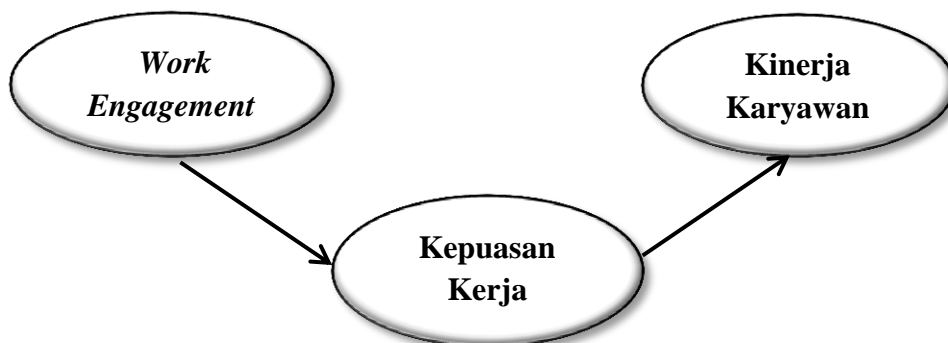 Work
Engagement
Kinerja
Karyawan
Kepuasan
Kerja